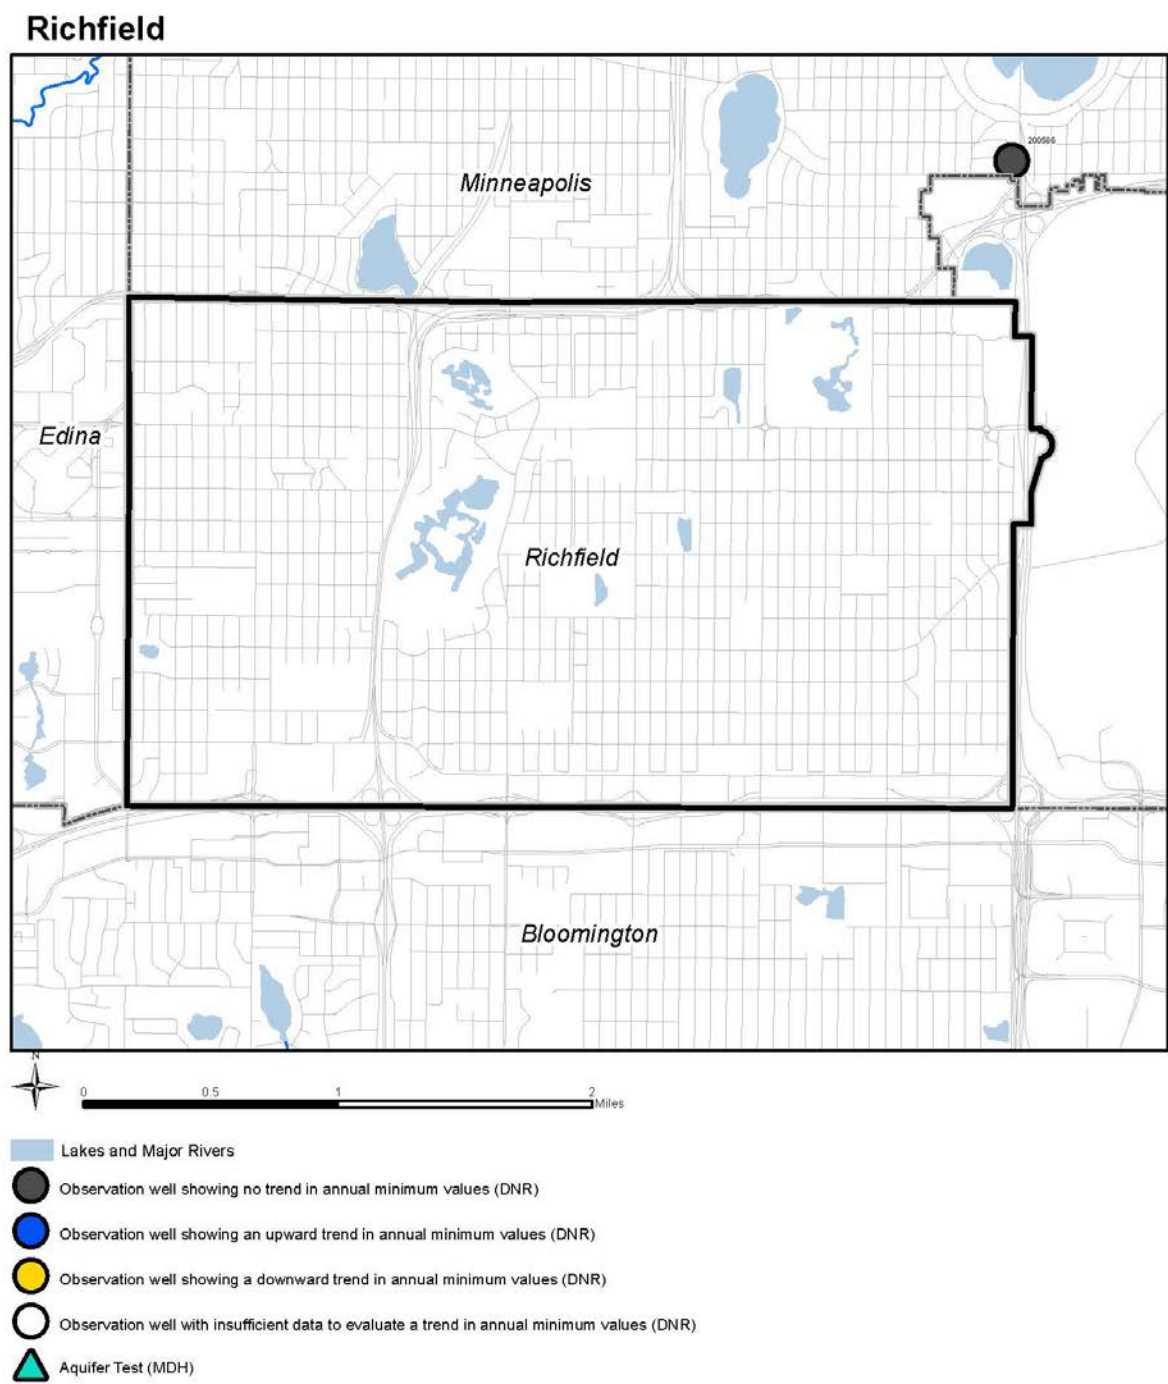 Richfield
200586
Minneapolis
Edina
Richfield
Bloomington
N
0 0.5 1 2
Miles
Lakes and Major Rivers
Observation well showing no trend in annual minimum values (DNR)
Observation well showing an upward trend in annual minimum values (DNR)
Observation well showing a downward trend in annual minimum values (DNR)
Observation well with insufficient data to evaluate a trend in annual minimum values (DNR)
Aquifer Test (MDH)